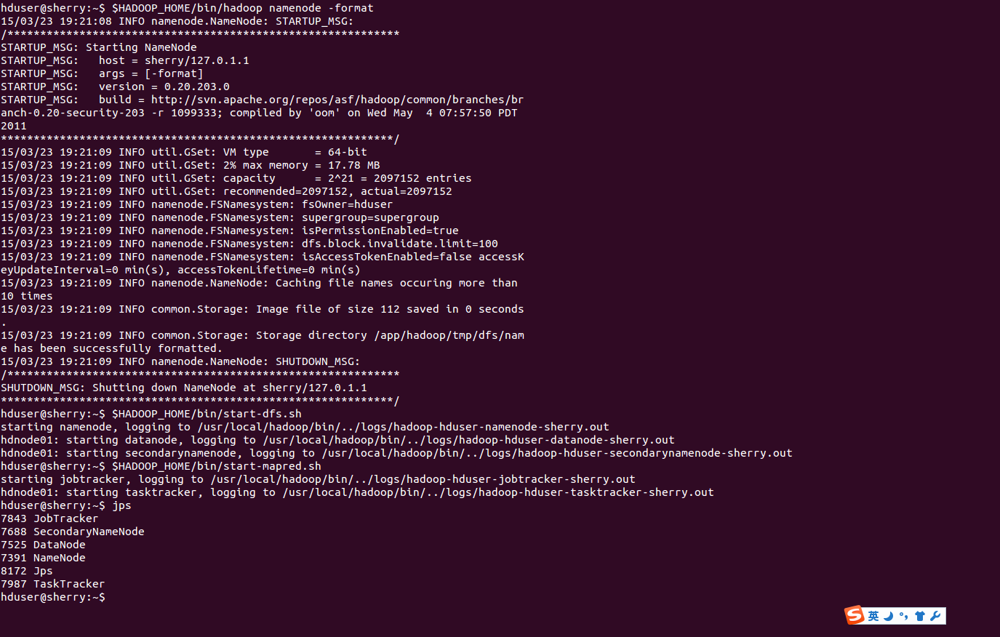 hduser@sherry:~$ $HADOOP_HOME/bin/hadoop namenode -format
15/03/23 19:21:08 INFO namenode.NameNode: STARTUP_MSG:
/************************************************************
STARTUP_MSG: Starting NameNode
STARTUP_MSG:   host = sherry/127.0.1.1
STARTUP_MSG:   args = [-format]
STARTUP_MSG:   version = 0.20.203.0
STARTUP_MSG:   build = http://svn.apache.org/repos/asf/hadoop/common/branches/br
anch-0.20-security-203 -r 1099333; compiled by 'oom' on Wed May  4 07:57:50 PDT
2011
************************************************************/
15/03/23 19:21:09 INFO util.GSet: VM type       = 64-bit
15/03/23 19:21:09 INFO util.GSet: 2% max memory = 17.78 MB
15/03/23 19:21:09 INFO util.GSet: capacity      = 2^21 = 2097152 entries
15/03/23 19:21:09 INFO util.GSet: recommended=2097152, actual=2097152
15/03/23 19:21:09 INFO namenode.FSNamesystem: fsOwner=hduser
15/03/23 19:21:09 INFO namenode.FSNamesystem: supergroup=supergroup
15/03/23 19:21:09 INFO namenode.FSNamesystem: isPermissionEnabled=true
15/03/23 19:21:09 INFO namenode.FSNamesystem: dfs.block.invalidate.limit=100
15/03/23 19:21:09 INFO namenode.FSNamesystem: isAccessTokenEnabled=false accessK
eyUpdateInterval=0 min(s), accessTokenLifetime=0 min(s)
15/03/23 19:21:09 INFO namenode.NameNode: Caching file names occuring more than
10 times
15/03/23 19:21:09 INFO common.Storage: Image file of size 112 saved in 0 seconds
.
15/03/23 19:21:09 INFO common.Storage: Storage directory /app/hadoop/tmp/dfs/nam
e has been successfully formatted.
15/03/23 19:21:09 INFO namenode.NameNode: SHUTDOWN_MSG:
/************************************************************
SHUTDOWN_MSG: Shutting down NameNode at sherry/127.0.1.1
************************************************************/
hduser@sherry:~$ $HADOOP_HOME/bin/start-dfs.sh
starting namenode, logging to /usr/local/hadoop/bin/../logs/hadoop-hduser-namenode-sherry.out
hdnode01: starting datanode, logging to /usr/local/hadoop/bin/../logs/hadoop-hduser-datanode-sherry.out
hdnode01: starting secondarynamenode, logging to /usr/local/hadoop/bin/../logs/hadoop-hduser-secondarynamenode-sherry.out
hduser@sherry:~$ $HADOOP_HOME/bin/start-mapred.sh
starting jobtracker, logging to /usr/local/hadoop/bin/../logs/hadoop-hduser-jobtracker-sherry.out
hdnode01: starting tasktracker, logging to /usr/local/hadoop/bin/../logs/hadoop-hduser-tasktracker-sherry.out
hduser@sherry:~$ jps
7843 JobTracker
7688 SecondaryNameNode
7525 DataNode
7391 NameNode
8172 Jps
7987 TaskTracker
hduser@sherry:~$
S 英